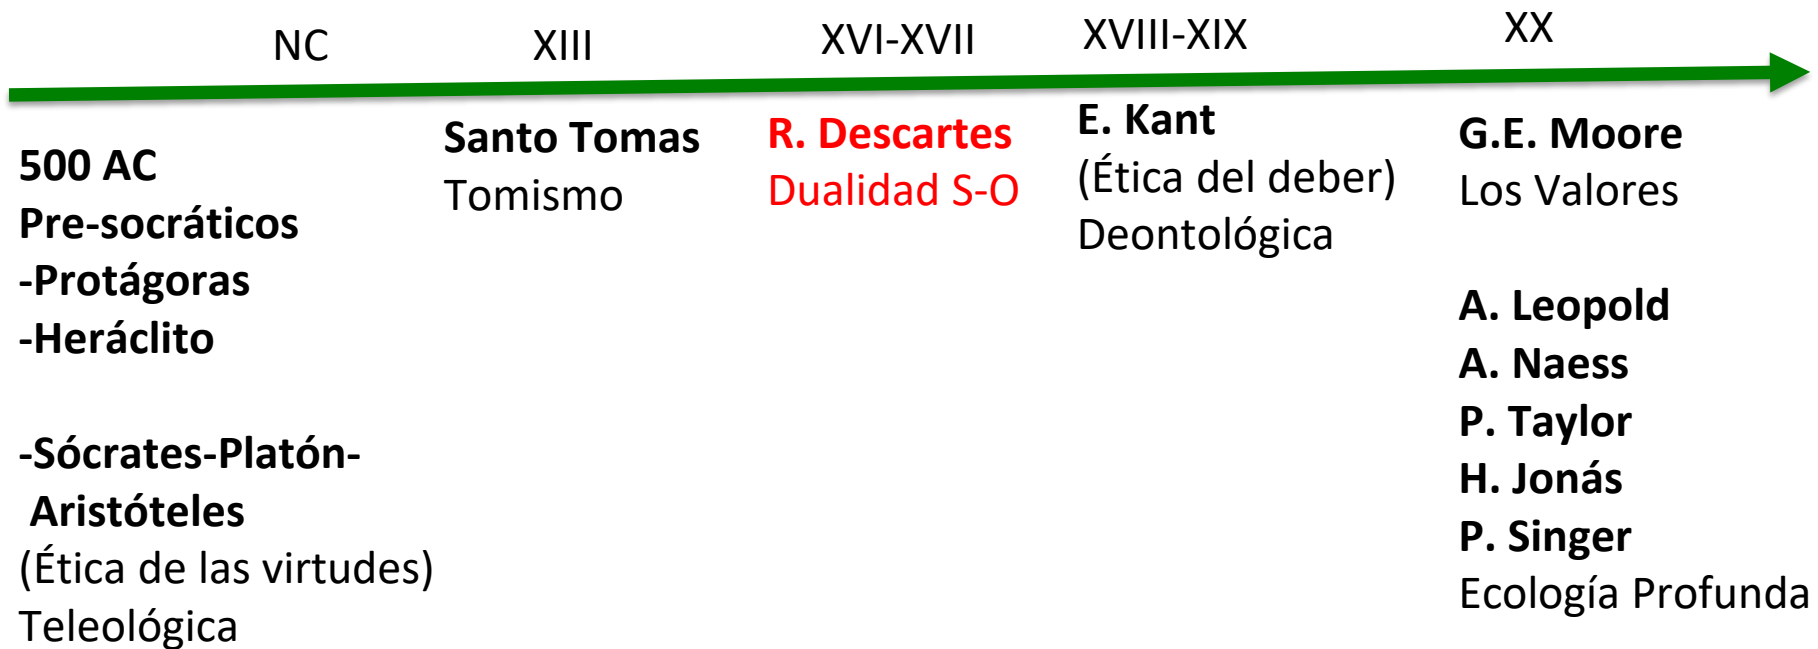 NC
XIII
XVI-XVII
XVIII-XIX
XX
500 AC
Pre-socráticos
-Protágoras
-Heráclito
-Sócrates-Platón-
Aristóteles
(Ética de las virtudes)
Teleológica
Santo Tomas
Tomismo
R. Descartes
Dualidad S-O
E. Kant
(Ética del deber)
Deontológica
G.E. Moore
Los Valores
A. Leopold
A. Naess
P. Taylor
H. Jonás
P. Singer
Ecología Profunda